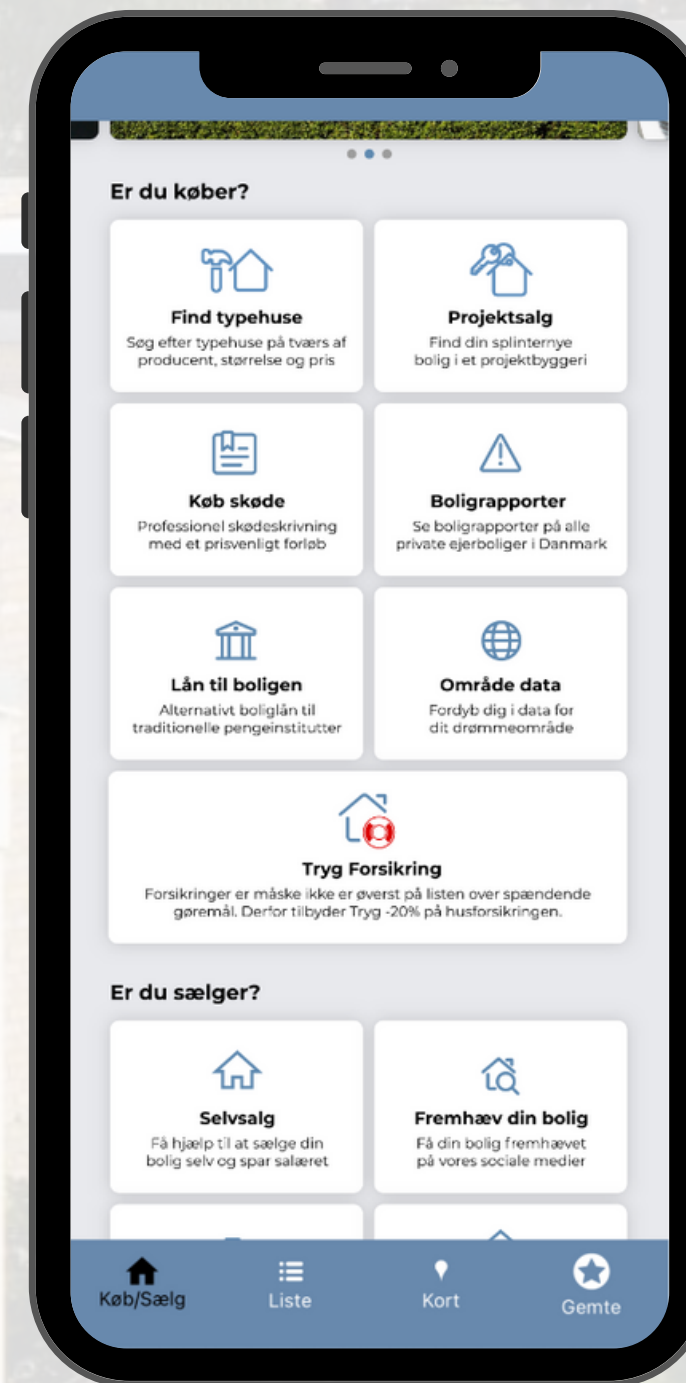 Er du køber?
Find typehuse
Søg efter typehuse på tværs af
producent, størrelse og pris
Projektsalg
Find din splinternye
bolig i et projektbyggeri
Køb skøde
Professionel skødeskrivning
med et prisvenligt forløb
Boligrapporter
Se boligrapporter på alle
private ejerboliger i Danmark
Lån til boligen
Alternativt boliglån til
traditionelle pengeinstitutter
Område data
Fordyb dig i data for
dit drømmeområde
Tryg Forsikring
Forsikringer er måske ikke er øverst på listen over spændende
gøremål. Derfor tilbyder Tryg -20% på husforsikringen.
Er du sælger?
Selvsalg
Få hjælp til at sælge din
bolig selv og spar salæret
Fremhæv din bolig
Få din bolig fremhævet
på vores sociale medier
Køb/Sælg
Liste
Kort
Gemte